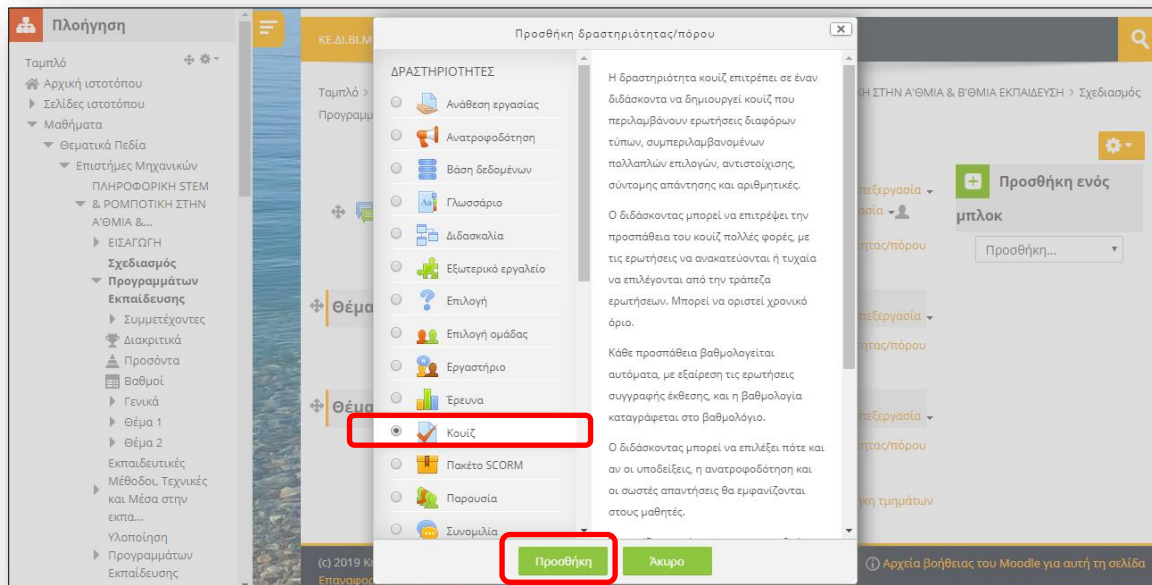 Πλοήγηση
Ταμπλό
Αρχική ιστοτόπου
Σελίδες ιστοτόπου
Μαθήματα
Θεματικά Πεδία
Επιστήμες Μηχανικών
ΠΛΗΡΟΦΟΡΙΚΗ STEM
& ΡΟΜΠΟΤΙΚΗ ΣΤΗΝ
Α'ΘΜΙΑ &...
ΕΙΣΑΓΩΓΗ
Σχεδιασμός
Προγραμμάτων
Εκπαίδευσης
Συμμετέχοντες
Διακριτικά
Προσόντα
Βαθμοί
Γενικά
Θέμα 1
Θέμα 2
Εκπαιδευτικές
Μέθοδοι, Τεχνικές
και Μέσα στην
εκπα...
Υλοποίηση
Προγραμμάτων
Εκπαίδευσης
ΚΕ.ΔΙ.ΒΙ.Μ
Ταμπλό >
Προγραμμ
Θέμα
Θέμα
(c) 2019 Κε
Επαναφορ
Προσθήκη δραστηριότητας/πόρου
ΔΡΑΣΤΗΡΙΟΤΗΤΕΣ
Ανάθεση εργασίας
Ανατροφοδότηση
Βάση δεδομένων
Γλωσσάριο
Διδασκαλία
Εξωτερικό εργαλείο
Επιλογή
Επιλογή ομάδας
Εργαστήριο
Έρευνα
Κουίζ
Πακέτο SCORM
Παρουσία
Συνομιλία
Η δραστηριότητα κουίζ επιτρέπει σε έναν
διδάσκοντα να δημιουργεί κουίζ που
περιλαμβάνουν ερωτήσεις διαφόρων
τύπων, συμπεριλαμβανομένων
πολλαπλών επιλογών, αντιστοίχισης,
σύντομης απάντησης και αριθμητικές.
Ο διδάσκοντας μπορεί να επιτρέψει την
προσπάθεια του κουίζ πολλές φορές, με
τις ερωτήσεις να ανακατεύονται ή τυχαία
να επιλέγονται από την τράπεζα
ερωτήσεων. Μπορεί να οριστεί χρονικό
όριο.
Κάθε προσπάθεια βαθμολογείται
αυτόματα, με εξαίρεση τις ερωτήσεις
συγγραφής έκθεσης, και η βαθμολογία
καταγράφεται στο βαθμολόγιο.
Ο διδάσκοντας μπορεί να επιλέξει πότε και
αν οι υποδείξεις, η ανατροφοδότηση και
οι σωστές απαντήσεις θα εμφανίζονται
στους μαθητές.
Προσθήκη
Άκυρο
ΚΗ ΣΤΗΝ Α'ΘΜΙΑ & Β'ΘΜΙΑ ΕΚΠΑΙΔΕΥΣΗ > Σχεδιασμός
πεξεργασία
ασία
ητας/πόρου
πεξεργασία
ητας/πόρου
πεξεργασία
ητας/πόρου
κη τμημάτων
Προσθήκη ενός
μπλοκ
Προσθήκη...
Αρχεία βοήθειας του Moodle για αυτή τη σελίδα